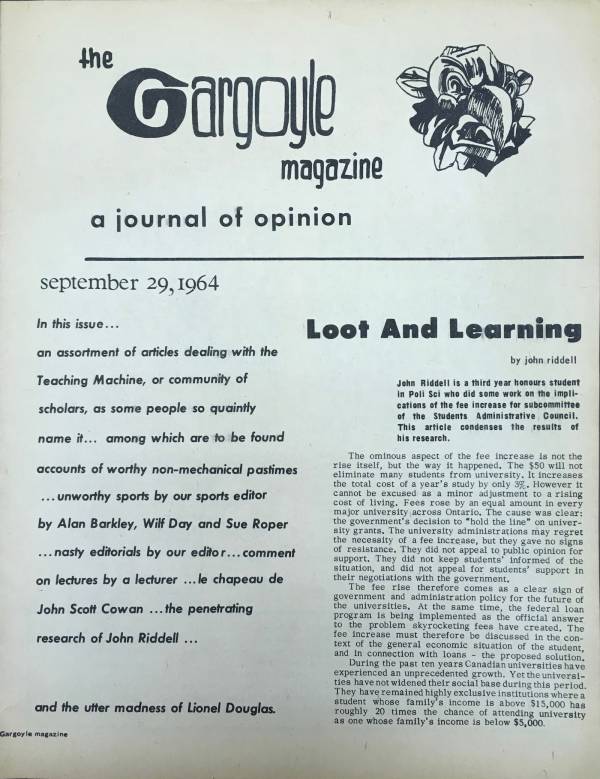 the
Gargoyle
magazine
a journal of opinion
september 29, 1964
In this issue...
an assortment of articles dealing with the
Teaching Machine, or community of
scholars, as some people so quaintly
name it... among which are to be found
accounts of worthy non-mechanical pastimes
...unworthy sports by our sports editor
by Alan Barkley, Wilf Day and Sue Roper
...nasty editorials by our editor...comment
on lectures by a lecturer ...le chapeau de
John Scott Cowan ...the penetrating
research of John Riddell ...
and the utter madness of Lionel Douglas.
Gargoyle magazine
Loot And Learning
by john riddell
John Riddell is a third year honours student
in Poli Sci who did some work on the impli-
cations of the fee increase for subcommittee
of the Students Administrative Council.
This article condenses the results of
his research.
The ominous aspect of the fee increase is not the
rise itself, but the way it happened. The $50 will not
eliminate many students from university. It increases
the total cost of a year's study by only 3%. However it
cannot be excused as a minor adjustment to a rising
cost of living. Fees rose by an equal amount in every
major university across Ontario. The cause was clear:
the government's decision to "hold the line" on univer-
sity grants. The university administrations may regret
the necessity of a fee increase, but they gave no signs
of resistance. They did not appeal to public opinion for
support. They did not keep students' informed of the
situation, and did not appeal for students' support in
their negotiations with the government.
The fee rise therefore comes as a clear sign of
government and administration policy for the future of
the universities. At the same time, the federal loan
program is being implemented as the official answer
to the problem skyrocketing fees have created. The
fee increase must therefore be discussed in the con-
text of the general economic situation of the student,
and in connection with loans - the proposed solution.
During the past ten years Canadian universities have
experienced an unprecedented growth. Yet the universi-
ties have not widened their social base during this period.
They have remained highly exclusive institutions where a
student whose family's income is above $15,000 has
roughly 20 times the chance of attending university
as one whose family's income is below $5,000.